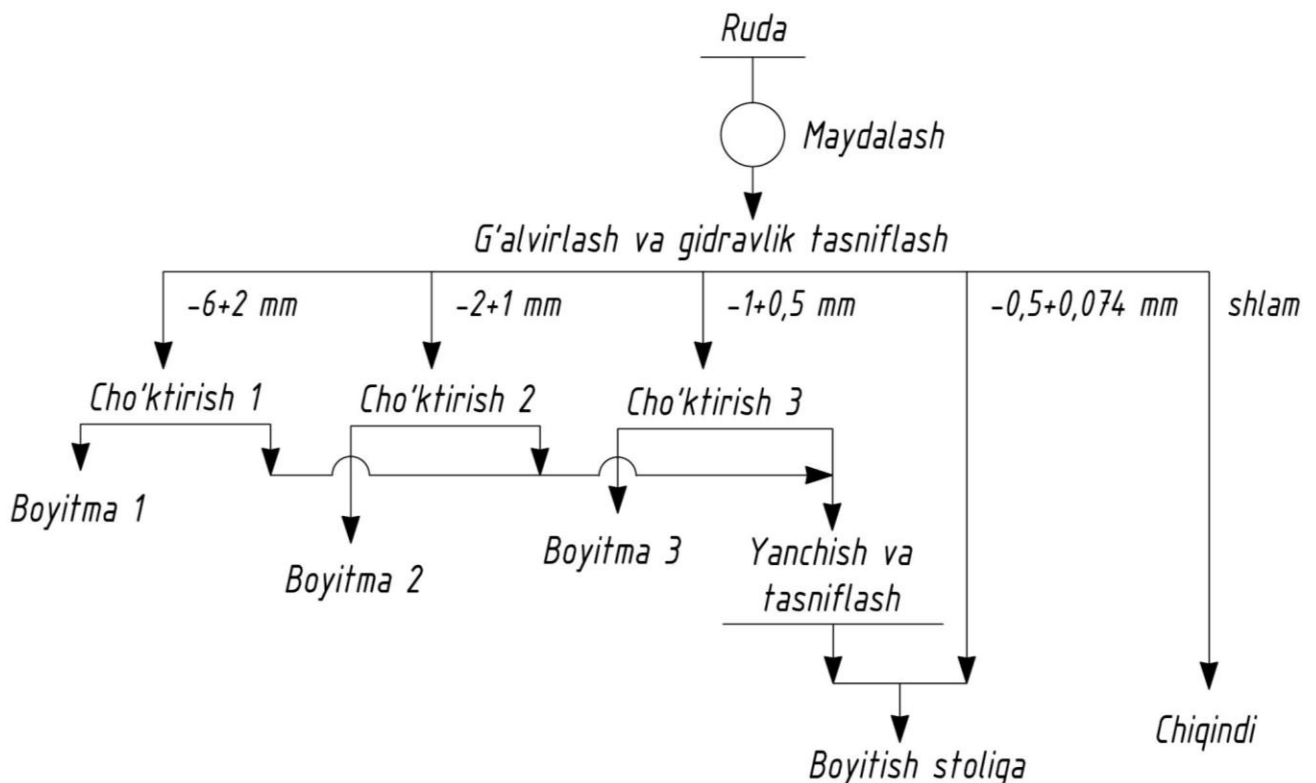 Ruda
Maydalash
G'alvirlash va gidravlik tasniflash
-6+2 mm
-2+1 mm
-1+0,5 mm
-0,5+0,074 mm
shlam
Cho'ktirish 1
Cho'ktirish 2
Cho'ktirish 3
Boyitma 1
Boyitma 2
Boyitma 3
Yanchish va
tasniflash
Chiqindi
Boyitish stoliga